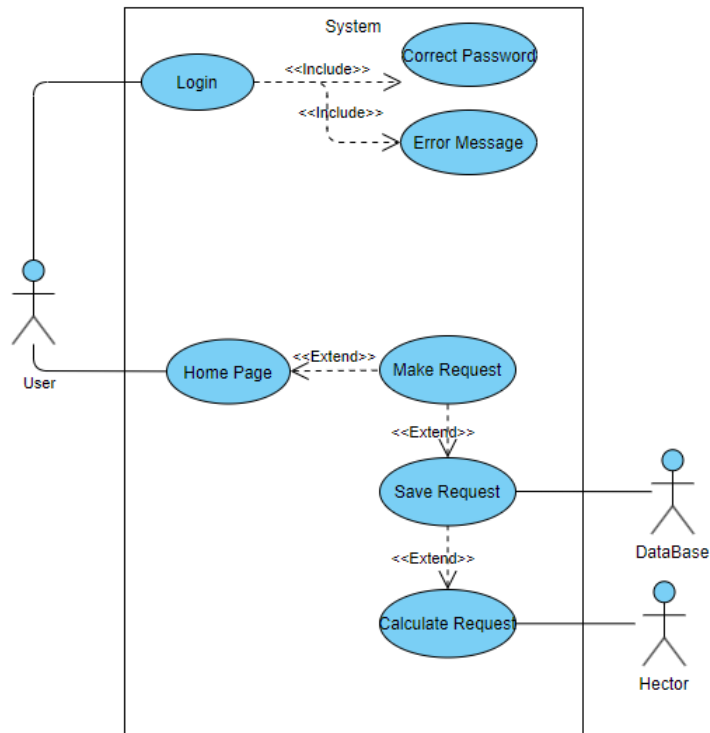 System
Correct Password
<<Include>>
Login
<<Include>>
Error Message
<<Extend>>
Home Page
Make Request
User
<<Extend>>
Save Request
DataBase
<<Extend>>
Calculate Request
Hector